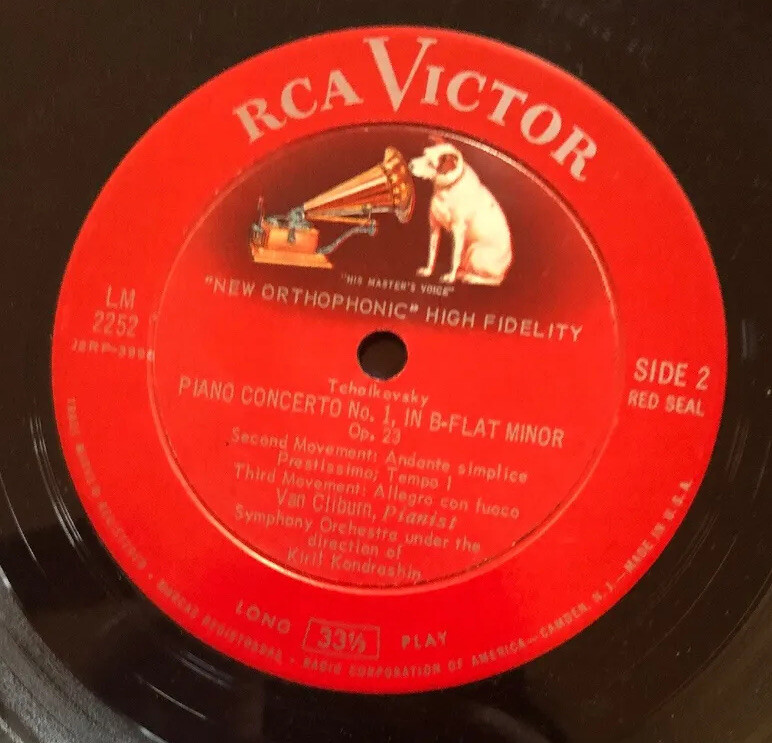 RCA VICTOR
"HIS MASTER'S VOICE"
"NEW ORTHOPHONIC" HIGH FIDELITY
LM
2252
SIDE 2
RED SEAL
Tchaikovsky
PIANO CONCERTO No. 1, IN B-FLAT MINOR
Op. 23
Second Movement: Andante simplice
Prestissimo; Tempo I
Third Movement: Allegro con fuoco
Van Cliburn, Pianist
Symphony Orchestra under the
direction of
Kiril Kondrashin
LONG 33⅓ PLAY
MARCAS REGISTRADAS • RADIO CORPORATION OF AMERICA—CAMDEN, N. J.—MADE IN U.S.A.